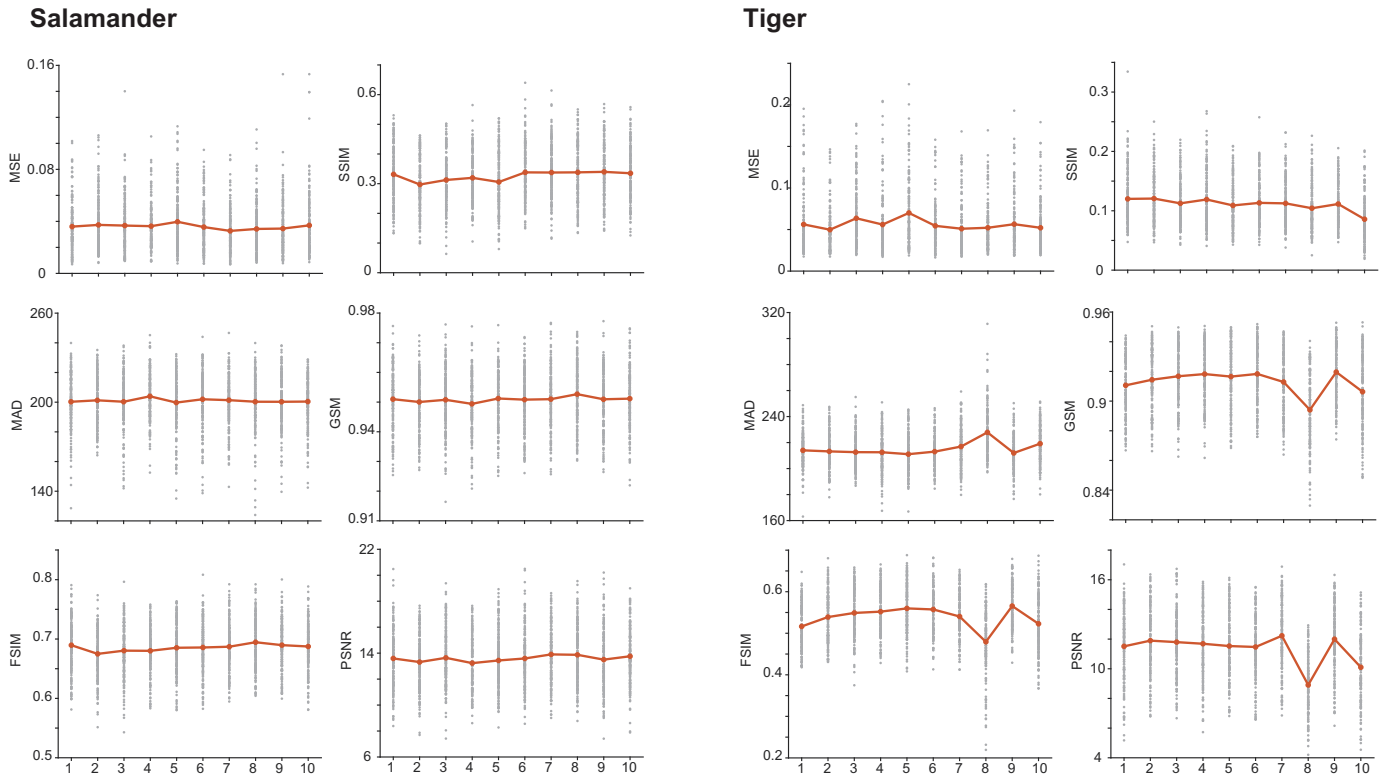 Salamander
Tiger
0.16
0.08
0
MSE
0.6
0.3
0
SSIM
0.2
0.1
0
MSE
0.3
0.2
0.1
0
SSIM
260
200
140
MAD
0.98
0.94
0.91
GSM
320
240
160
MAD
0.96
0.9
0.84
GSM
0.8
0.7
0.6
0.5
FSIM
1 2 3 4 5 6 7 8 9 10
22
14
6
PSNR
1 2 3 4 5 6 7 8 9 10
0.6
0.4
0.2
FSIM
1 2 3 4 5 6 7 8 9 10
16
10
4
PSNR
1 2 3 4 5 6 7 8 9 10